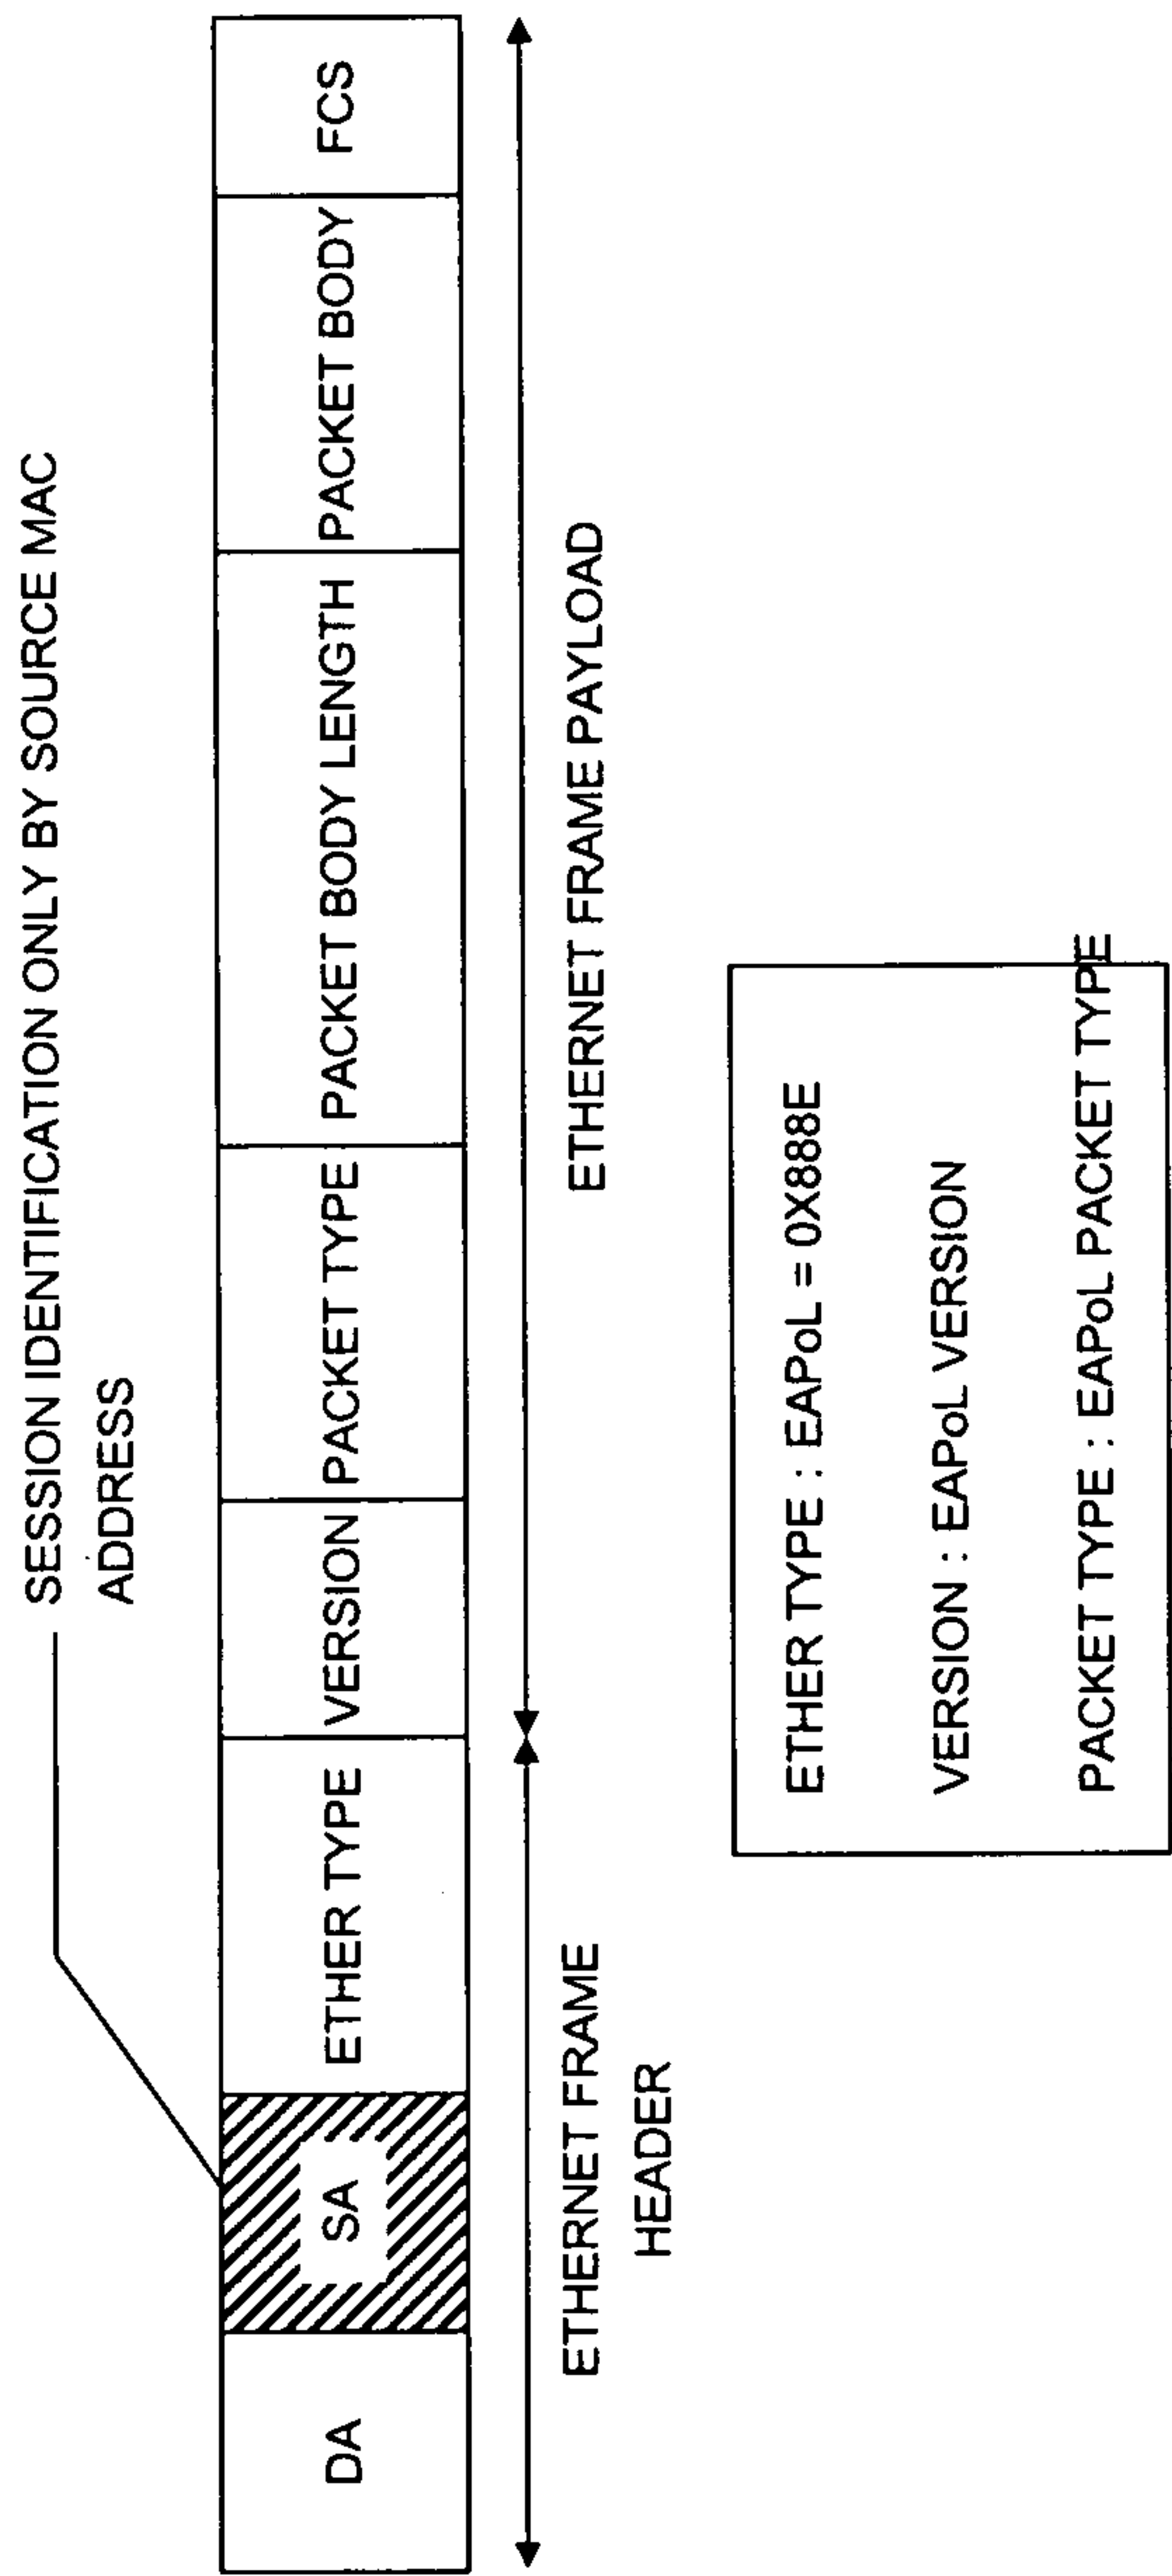 SESSION IDENTIFICATION ONLY BY SOURCE MAC
ADDRESS
DA
SA
ETHER TYPE
VERSION
PACKET TYPE
PACKET BODY LENGTH
PACKET BODY
FCS
ETHERNET FRAME
HEADER
ETHERNET FRAME PAYLOAD
ETHER TYPE : EAPoL = 0X888E
VERSION : EAPoL VERSION
PACKET TYPE : EAPoL PACKET TYPE